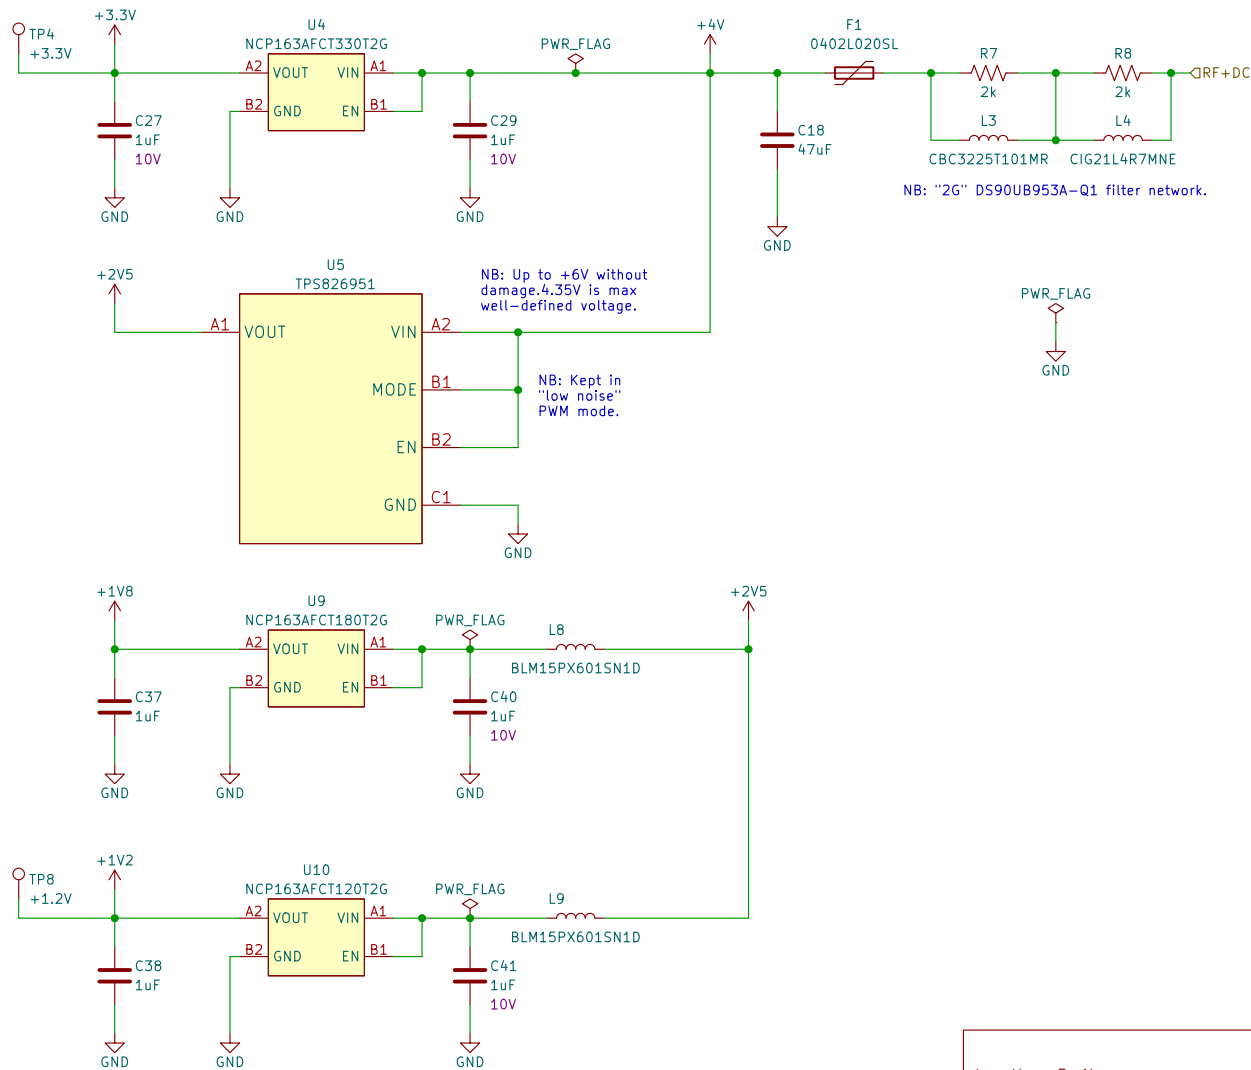 TP4
+3.3V
+3.3V
U4
NCP163AFCT330T2G
A2 VOUT VIN A1
B2 GND EN B1
C27
1uF
10V
GND
GND
PWR_FLAG
C29
1uF
10V
GND
+4V
C18
47uF
GND
F1
0402L020SL
R7
2k
R8
2k
L3
CBC3225T101MR
L4
CIG21L4R7MNE
RF+DC
NB: "2G" DS90UB953A-Q1 filter network.
PWR_FLAG
GND
+2V5
U5
TPS826951
A1 VOUT VIN A2
MODE B1
EN B2
GND C1
GND
NB: Up to +6V without
damage.4.35V is max
well-defined voltage.
NB: Kept in
"low noise"
PWM mode.
+1V8
U9
NCP163AFCT180T2G
A2 VOUT VIN A1
B2 GND EN B1
C37
1uF
GND
GND
PWR_FLAG
C40
1uF
10V
GND
L8
BLM15PX601SN1D
+2V5
TP8
+1.2V
+1V2
U10
NCP163AFCT120T2G
A2 VOUT VIN A1
B2 GND EN B1
C38
1uF
GND
GND
PWR_FLAG
C41
1uF
10V
GND
L9
BLM15PX601SN1D